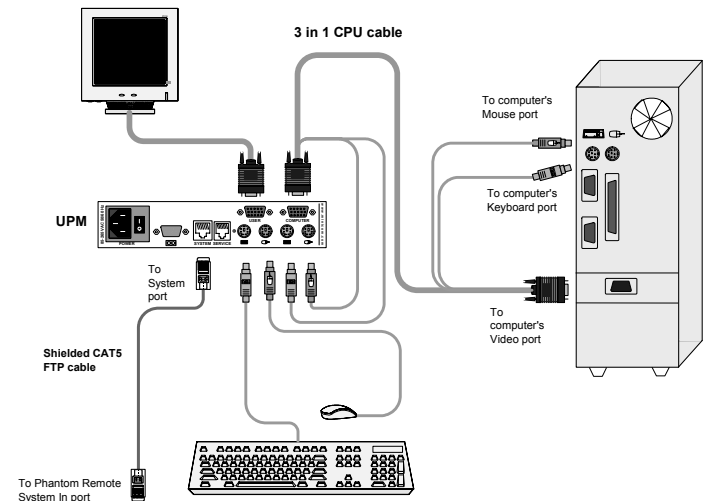 3 in 1 CPU cable
To computer's
Mouse port
To computer's
Keyboard port
UPM
POWER
SYSTEM SERVICE
USER
COMPUTER
To
System
port
To
computer's
Video port
Shielded CAT5
FTP cable
To Phantom Remote
System In port